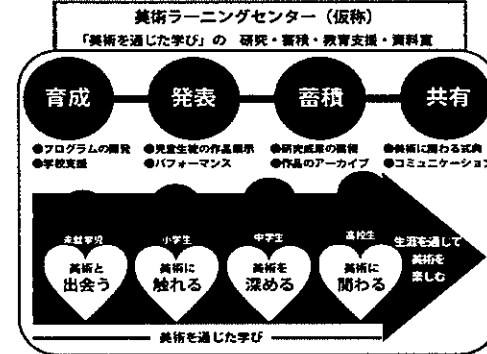 美術ラーニングセンター（仮称）
「美術を通じた学び」の 研究・蓄積・教育支援・資料賞
育成
発表
蓄積
共有
●プログラムの開発
●学校支援
●児童生徒の作品展示
●パフォーマンス
●研究成果の蓄積
●作品のアーカイブ
●美術に関わる式典
●コミュニケーション
未就学児
美術と
出会う
小学生
美術に
触れる
中学生
美術を
深める
高校生
美術に
関わる
生涯を通して
美術を
楽しむ
美術を通じた学び